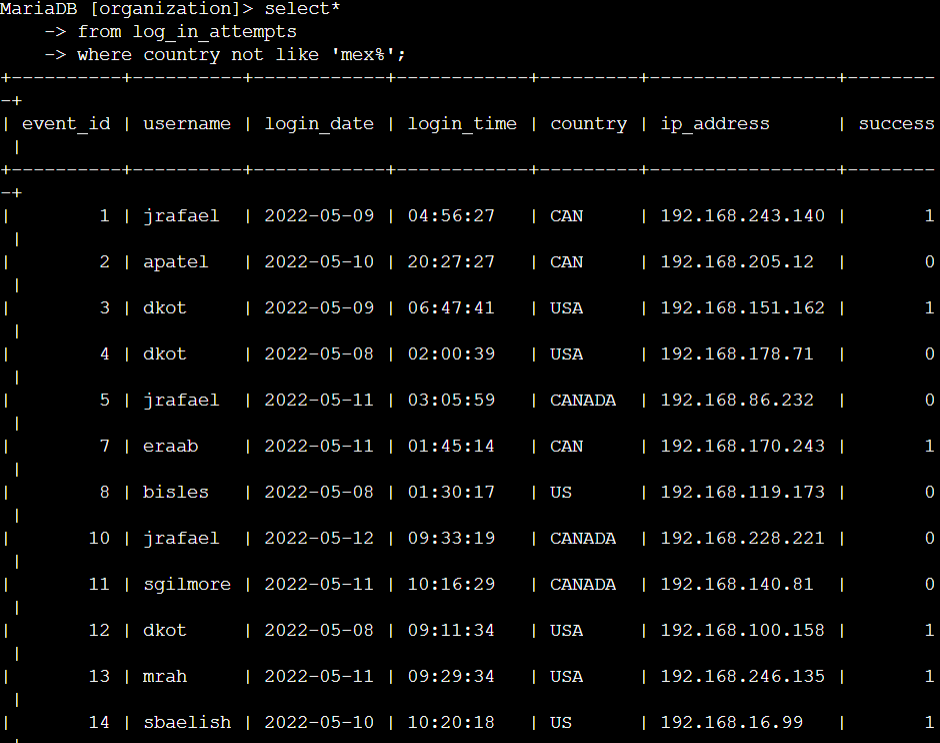 MariaDB [organization]> select*
    -> from log_in_attempts
    -> where country not like 'mex%';
+----------+----------+------------+------------+---------+-----------------+--------
-+
| event_id | username | login_date | login_time | country | ip_address      | success
 |
+----------+----------+------------+------------+---------+-----------------+--------
-+
|        1 | jrafael  | 2022-05-09 | 04:56:27   | CAN     | 192.168.243.140 |       1
 |
|        2 | apatel   | 2022-05-10 | 20:27:27   | CAN     | 192.168.205.12  |       0
 |
|        3 | dkot     | 2022-05-09 | 06:47:41   | USA     | 192.168.151.162 |       1
 |
|        4 | dkot     | 2022-05-08 | 02:00:39   | USA     | 192.168.178.71  |       0
 |
|        5 | jrafael  | 2022-05-11 | 03:05:59   | CANADA  | 192.168.86.232  |       0
 |
|        7 | eraab    | 2022-05-11 | 01:45:14   | CAN     | 192.168.170.243 |       1
 |
|        8 | bisles   | 2022-05-08 | 01:30:17   | US      | 192.168.119.173 |       0
 |
|       10 | jrafael  | 2022-05-12 | 09:33:19   | CANADA  | 192.168.228.221 |       0
 |
|       11 | sgilmore | 2022-05-11 | 10:16:29   | CANADA  | 192.168.140.81  |       0
 |
|       12 | dkot     | 2022-05-08 | 09:11:34   | USA     | 192.168.100.158 |       1
 |
|       13 | mrah     | 2022-05-11 | 09:29:34   | USA     | 192.168.246.135 |       1
 |
|       14 | sbaelish | 2022-05-10 | 10:20:18   | US      | 192.168.16.99   |       1
 |